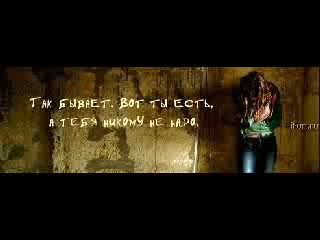 Так бывает. Вот ты есть,
а тебя никому не надо.